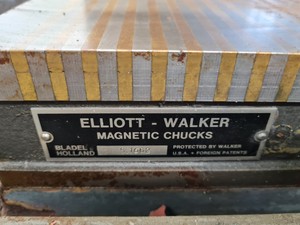 ELLIOTT - WALKER
MAGNETIC CHUCKS
BLADEL
HOLLAND
PROTECTED BY WALKER
U.S.A. + FOREIGN PATENTS